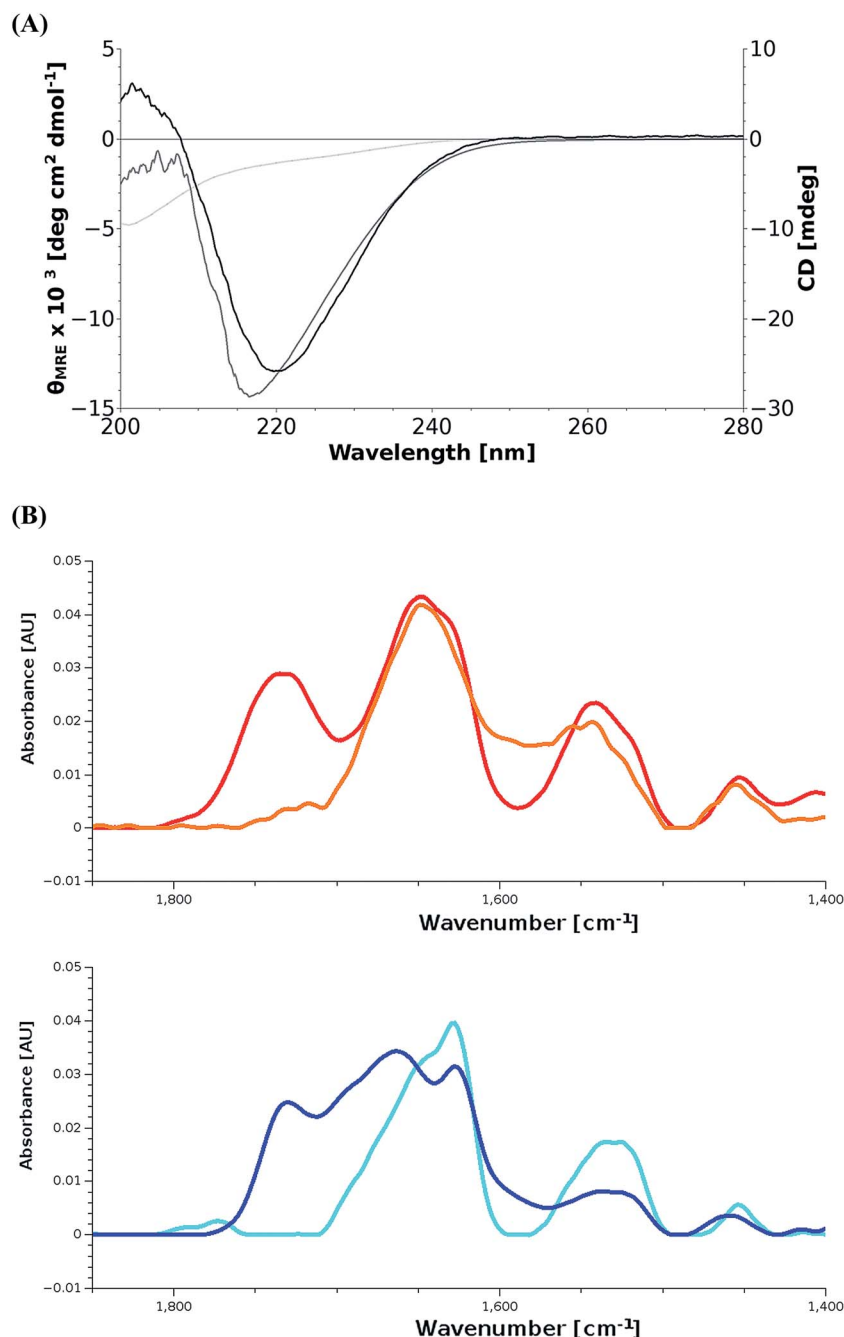 (A)
5
0
−5
−10
−15
θMRE x 10 3 [deg cm2 dmol-1]
10
0
−10
−20
−30
CD [mdeg]
200 220 240 260 280
Wavelength [nm]
(B)
0.05
0.04
0.03
0.02
0.01
0
−0.01
Absorbance [AU]
1,800 1,600 1,400
Wavenumber [cm-1]
0.05
0.04
0.03
0.02
0.01
0
−0.01
Absorbance [AU]
1,800 1,600 1,400
Wavenumber [cm-1]